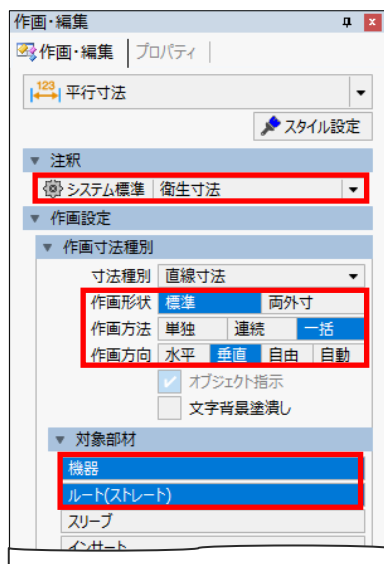 作画・編集
作画・編集 プロパティ
123 平行寸法
スタイル設定
注釈
システム標準 衛生寸法
作画設定
作画寸法種別
寸法種別 直線寸法
作画形状 標準 両外寸
作画方法 単独 連続 一括
作画方向 水平 垂直 自由 自動
オブジェクト指示
文字背景塗潰し
対象部材
機器
ルート(ストレート)
スリーブ
インサート